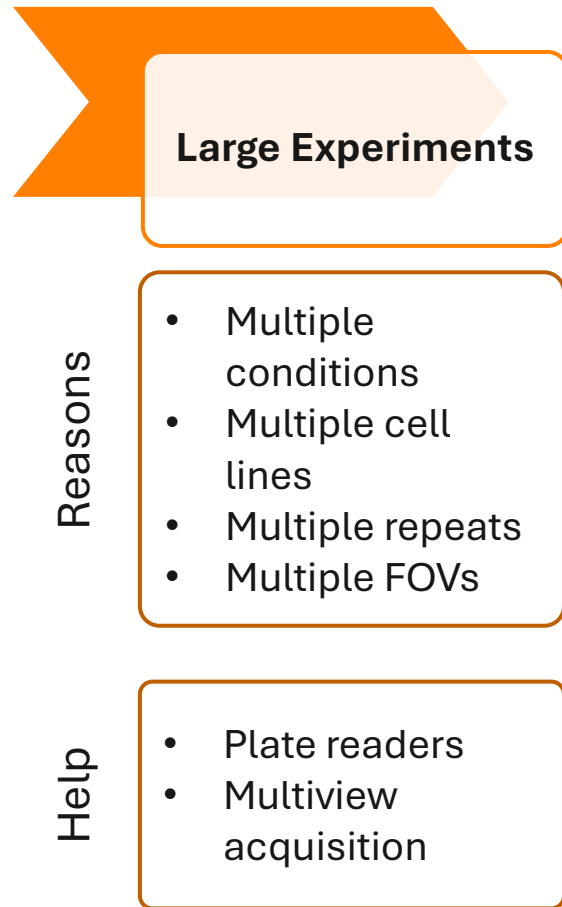 Large Experiments
Reasons
• Multiple
conditions
• Multiple cell
lines
• Multiple repeats
• Multiple FOVs
Help
• Plate readers
• Multiview
acquisition